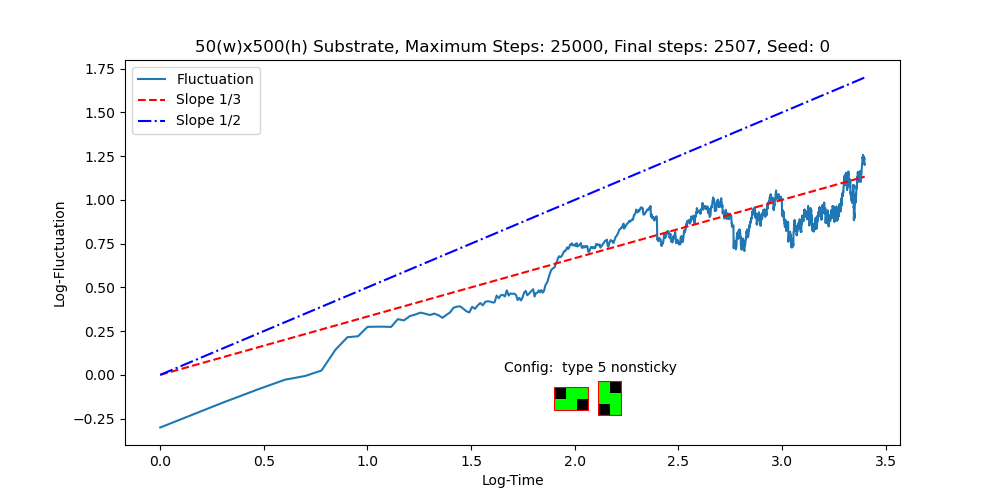 50(w)x500(h) Substrate, Maximum Steps: 25000, Final steps: 2507, Seed: 0
Fluctuation
Slope 1/3
Slope 1/2
1.75
1.50
1.25
1.00
0.75
0.50
0.25
0.00
−0.25
Log-Fluctuation
Config:  type 5 nonsticky
0.0 0.5 1.0 1.5 2.0 2.5 3.0 3.5
Log-Time